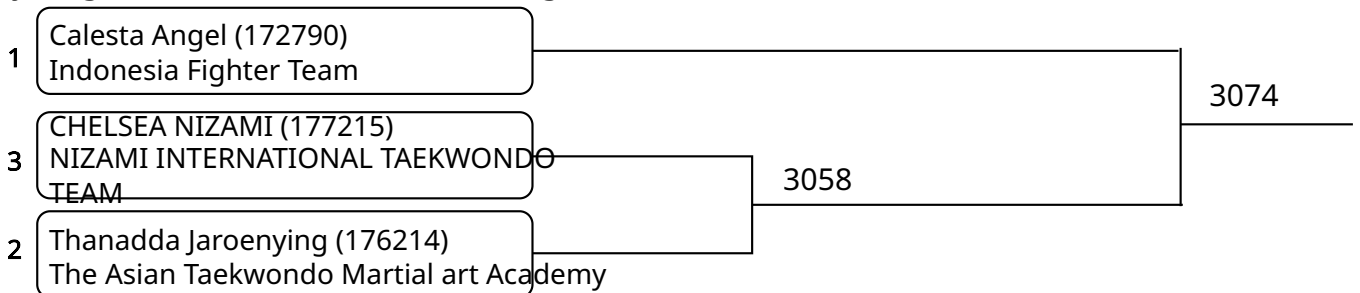 1
Calesta Angel (172790)
Indonesia Fighter Team
3074
3
CHELSEA NIZAMI (177215)
NIZAMI INTERNATIONAL TAEKWONDO
TEAM
3058
2
Thanadda Jaroenying (176214)
The Asian Taekwondo Martial art Academy